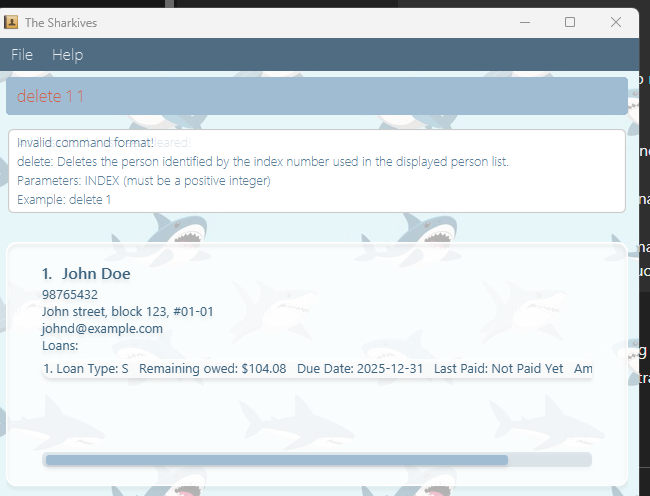 The Sharkives
File Help
delete 1 1
Invalid command format!
delete: Deletes the person identified by the index number used in the displayed person list.
Parameters: INDEX (must be a positive integer)
Example: delete 1
1. John Doe
98765432
John street, block 123, #01-01
johnd@example.com
Loans:
1. Loan Type: S Remaining owed: $104.08 Due Date: 2025-12-31 Last Paid: Not Paid Yet Am